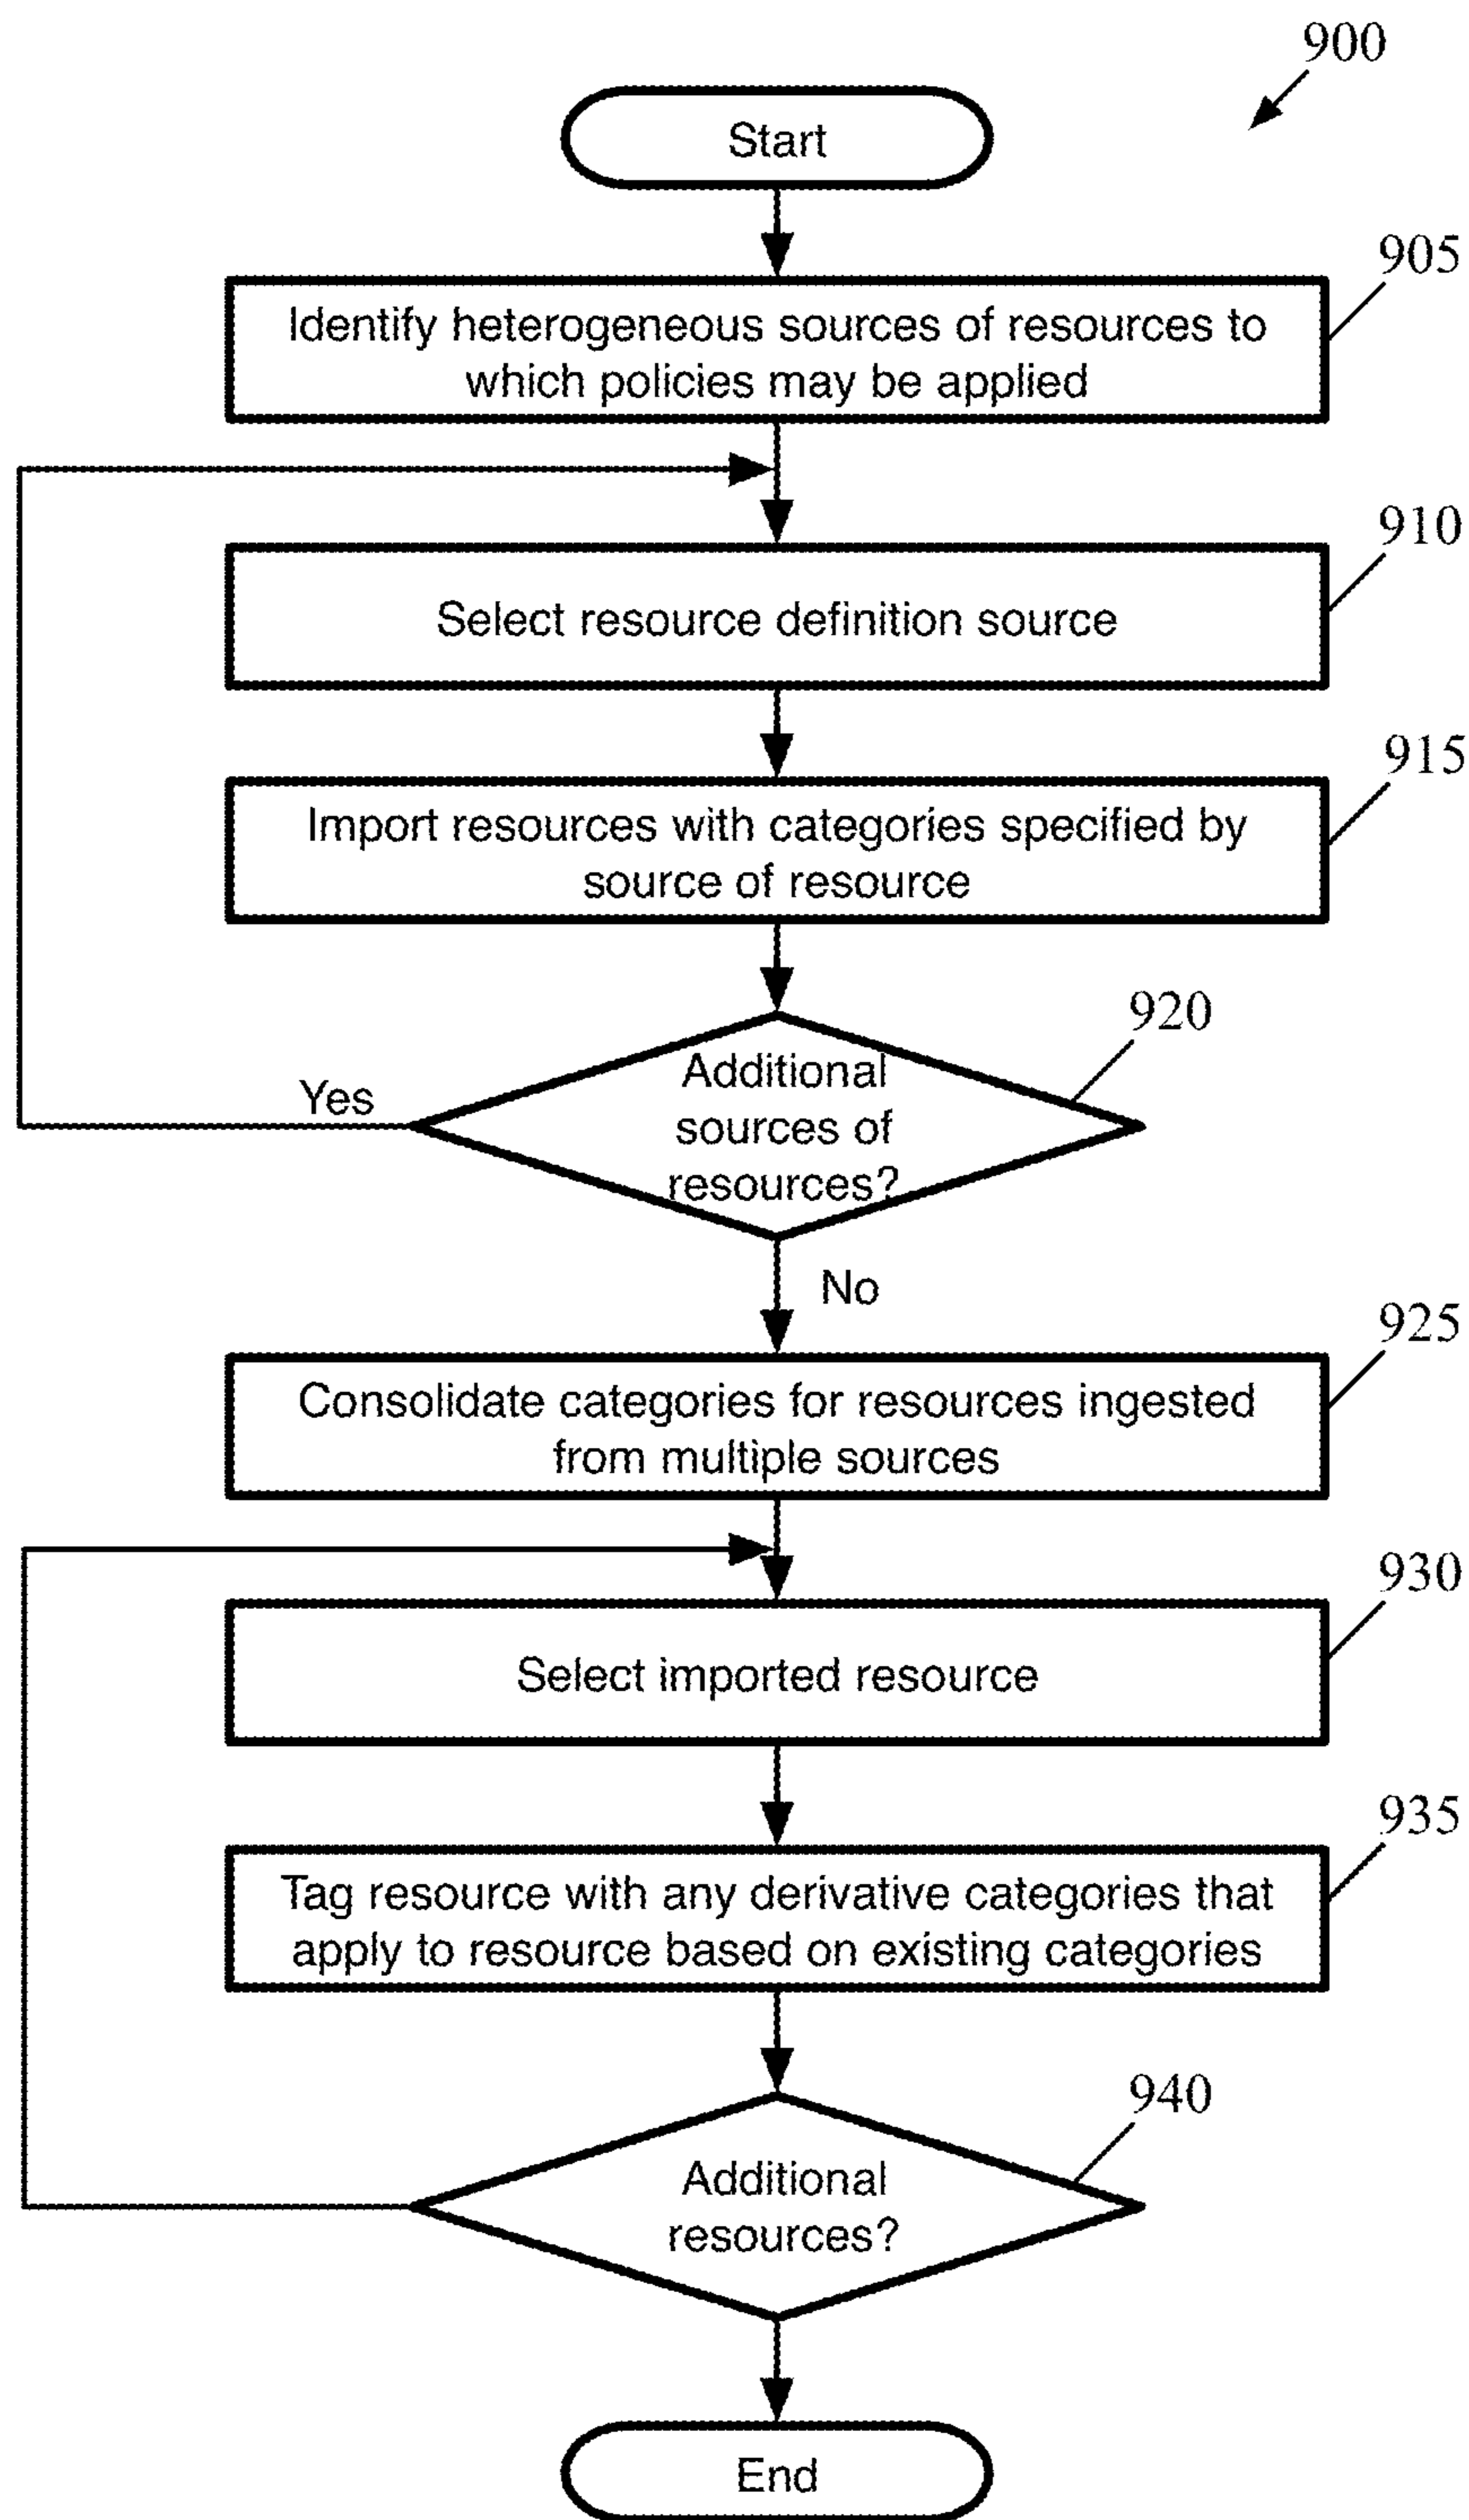 900
Start
905
Identify heterogeneous sources of resources to
which policies may be applied
910
Select resource definition source
915
Import resources with categories specified by
source of resource
920
Additional
sources of
resources?
Yes
No
925
Consolidate categories for resources ingested
from multiple sources
930
Select imported resource
935
Tag resource with any derivative categories that
apply to resource based on existing categories
940
Additional
resources?
End